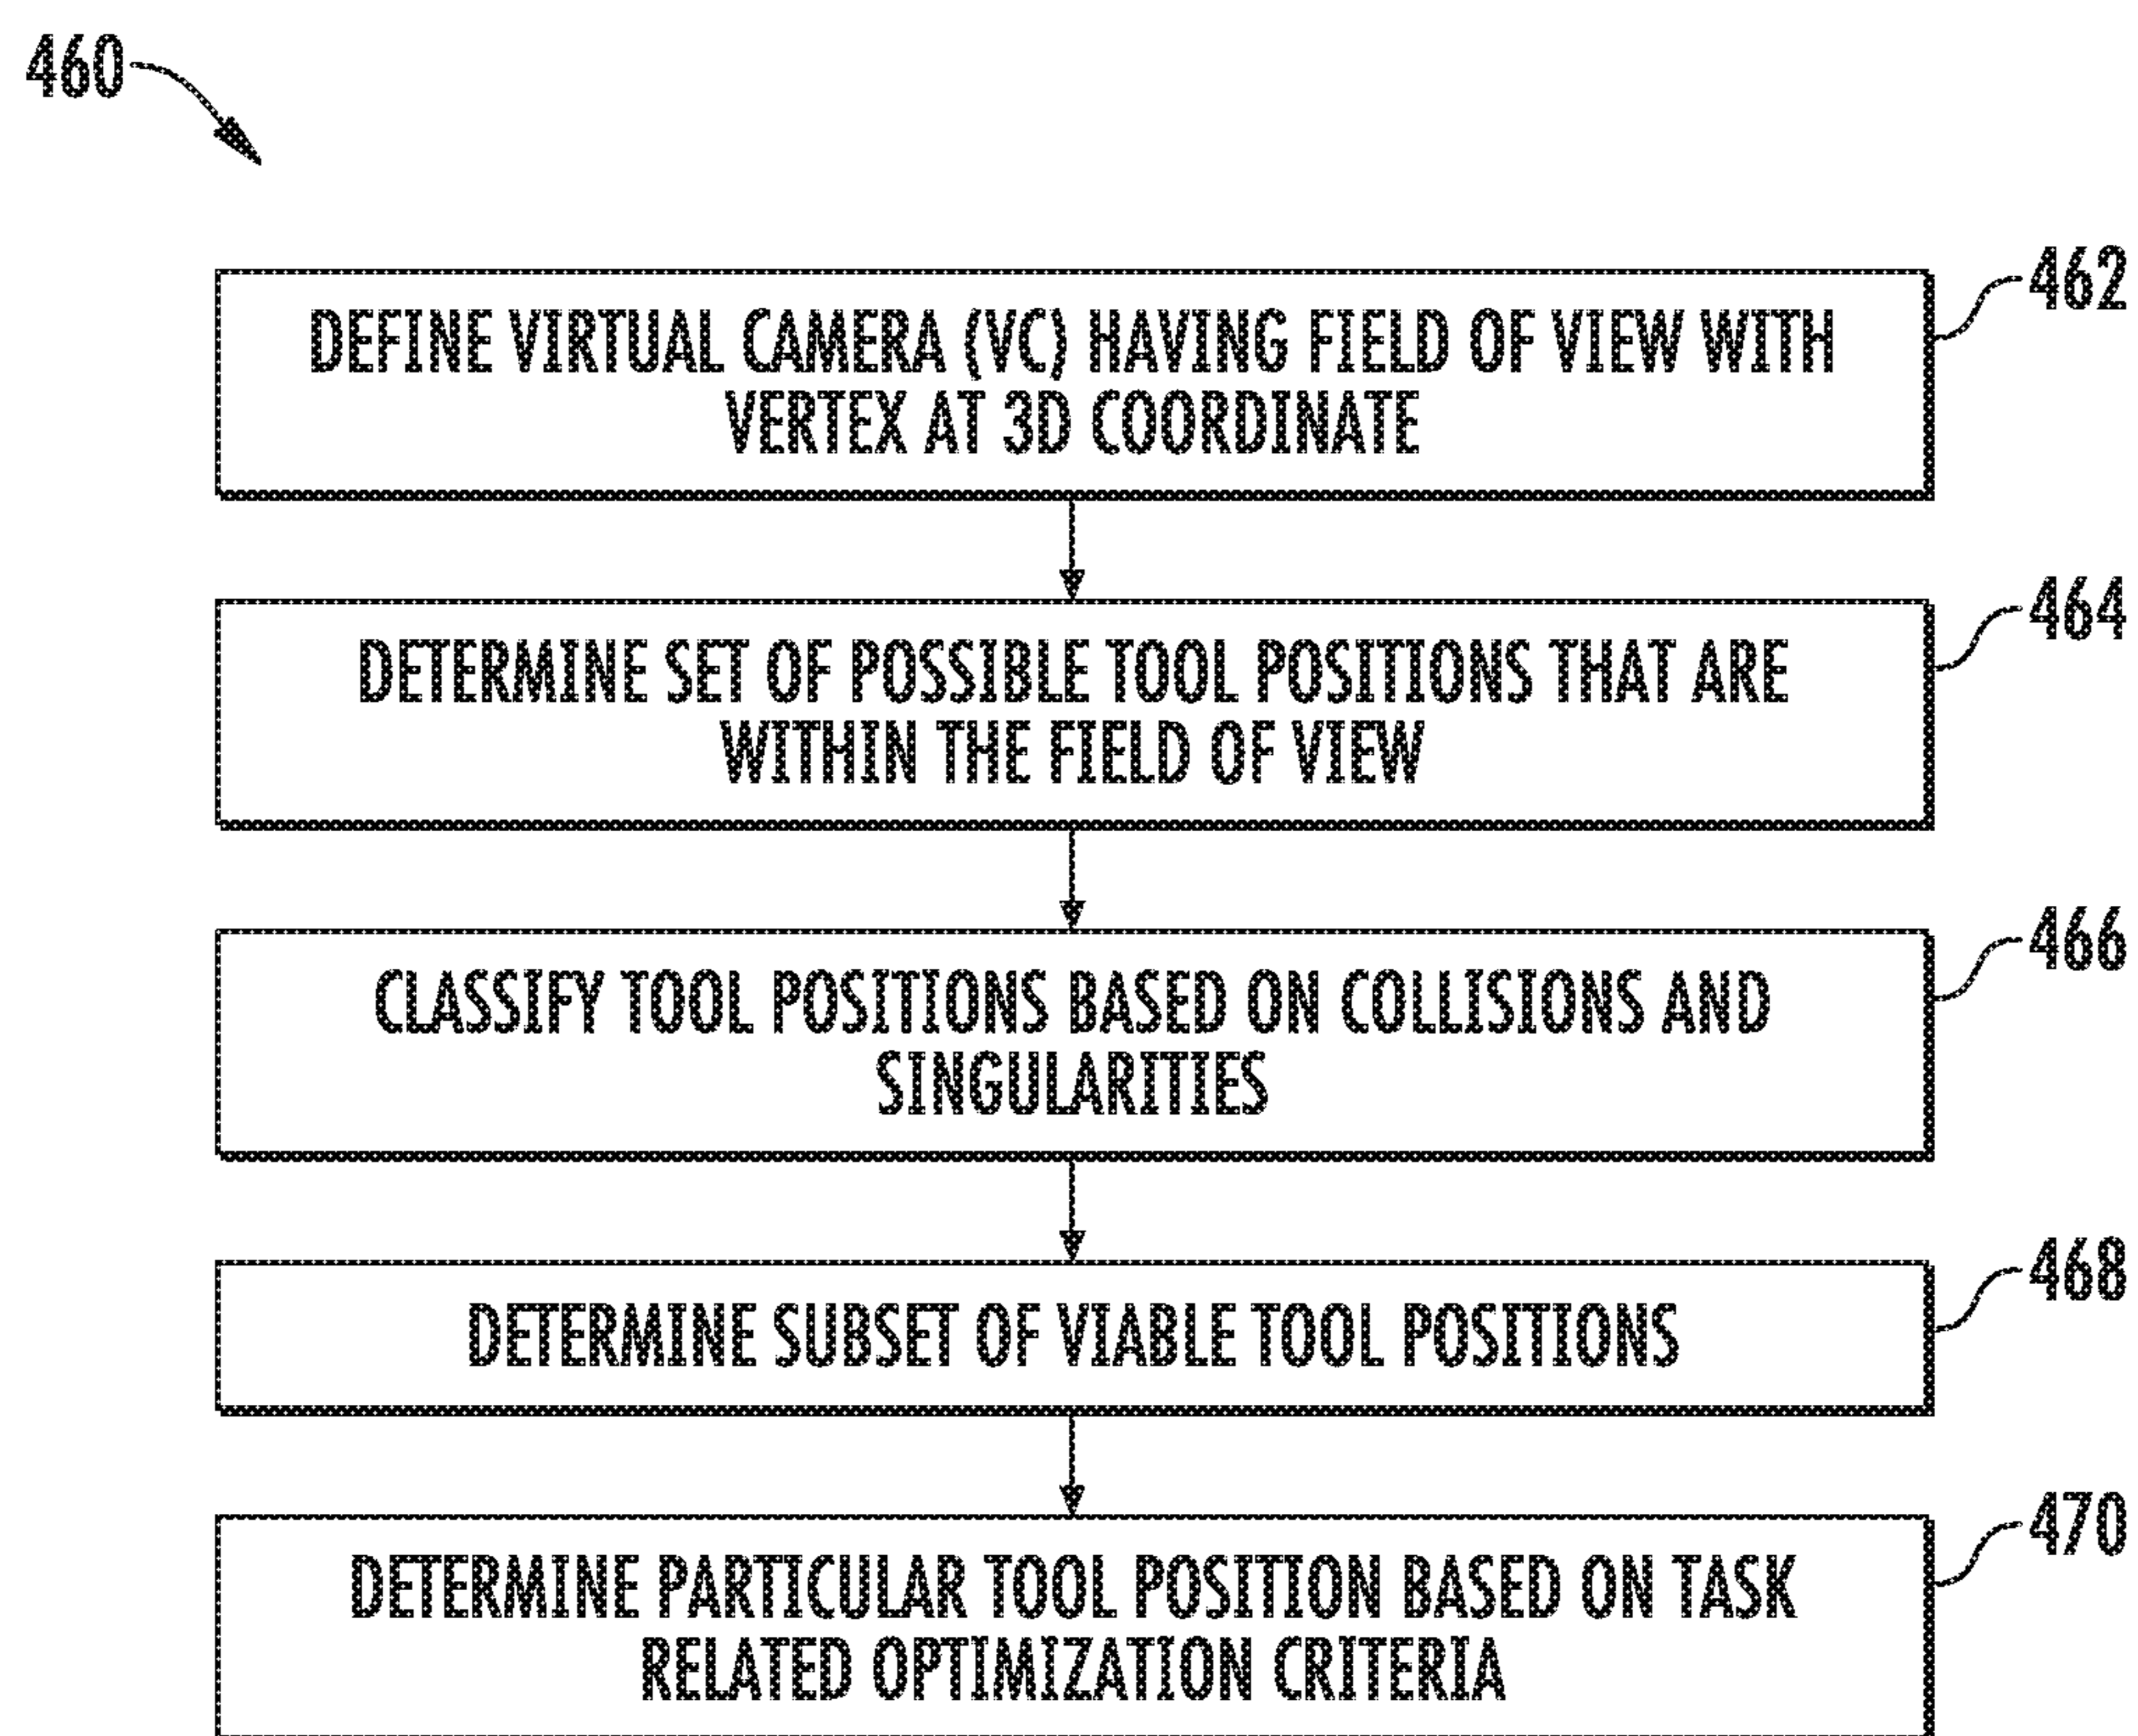 460
462
DEFINE VIRTUAL CAMERA (VC) HAVING FIELD OF VIEW WITH
VERTEX AT 3D COORDINATE
464
DETERMINE SET OF POSSIBLE TOOL POSITIONS THAT ARE
WITHIN THE FIELD OF VIEW
466
CLASSIFY TOOL POSITIONS BASED ON COLLISIONS AND
SINGULARITIES
468
DETERMINE SUBSET OF VIABLE TOOL POSITIONS
470
DETERMINE PARTICULAR TOOL POSITION BASED ON TASK
RELATED OPTIMIZATION CRITERIA